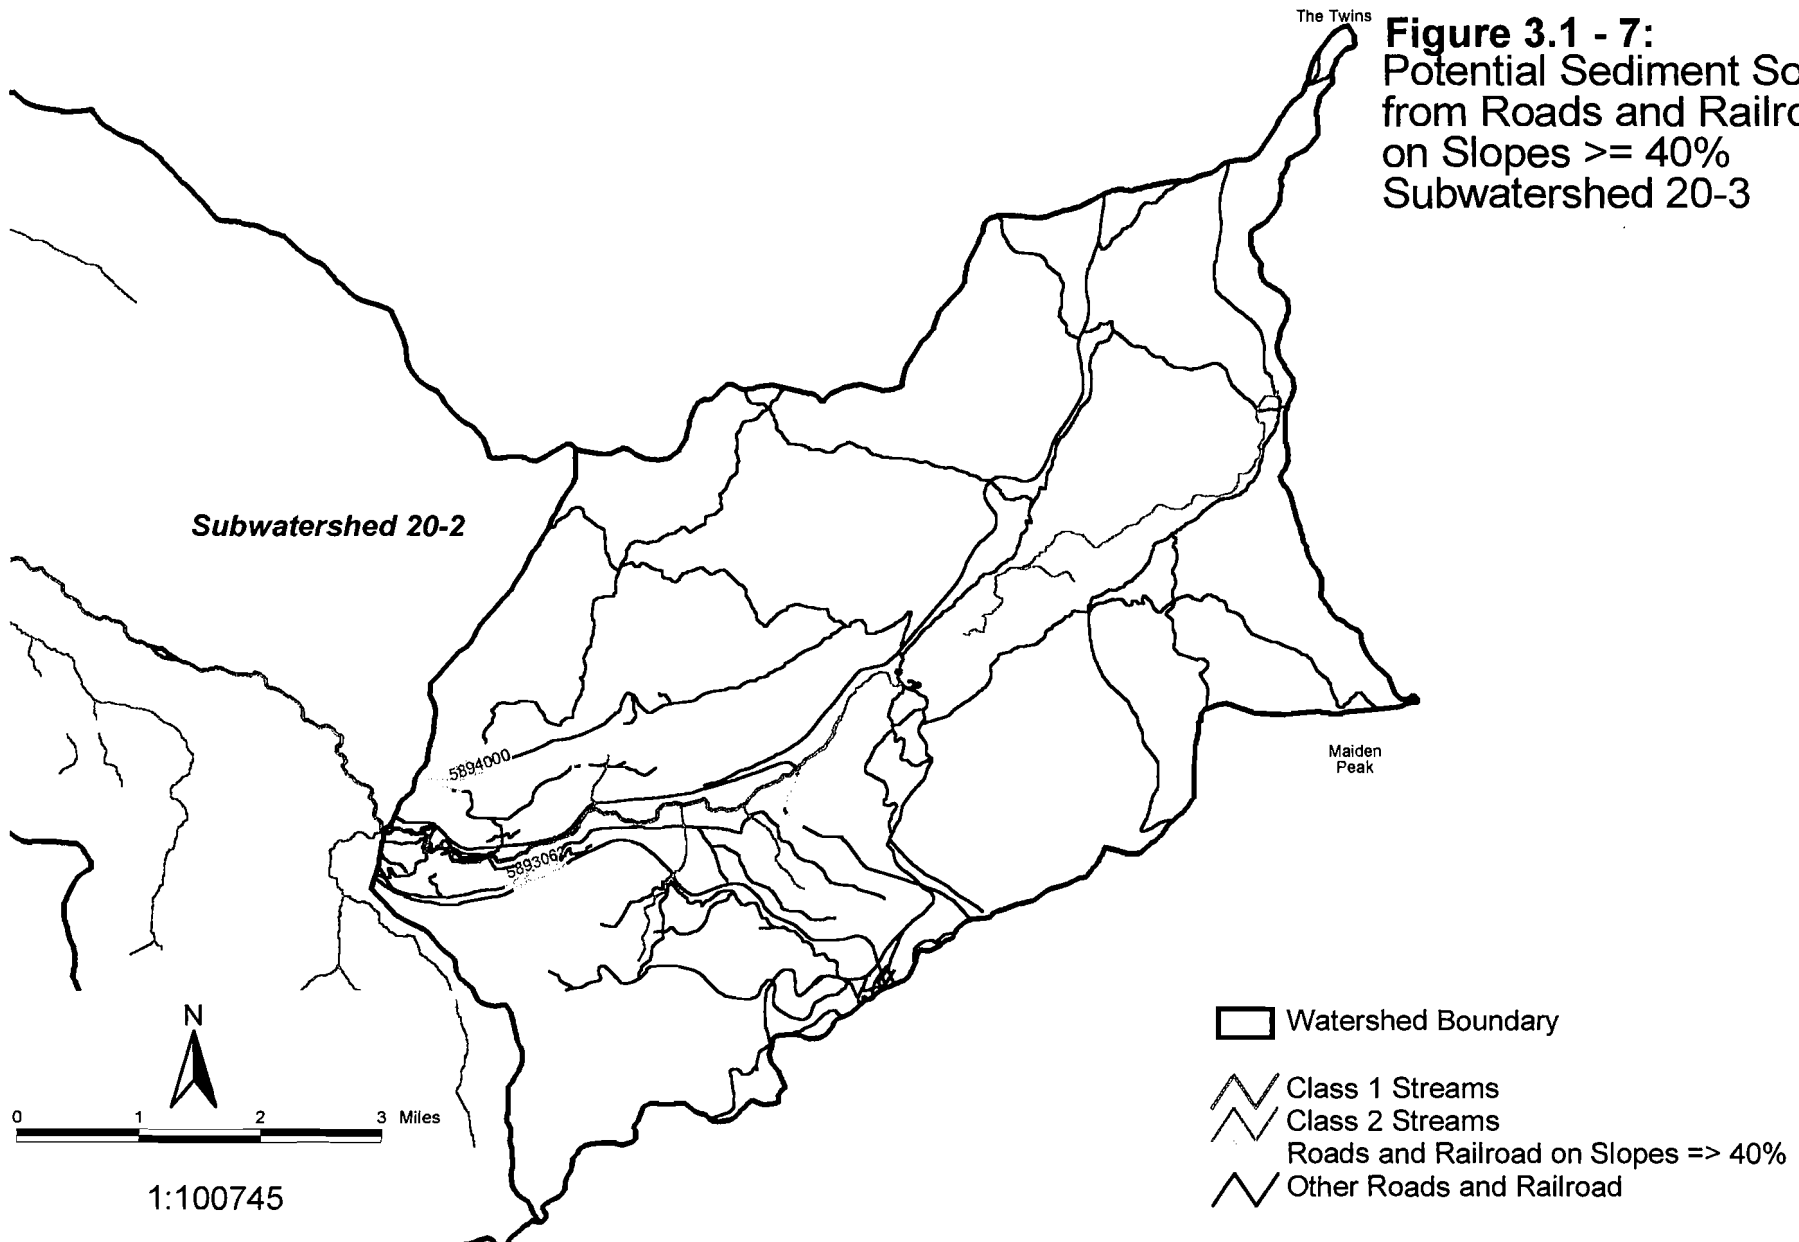 The Twins
Figure 3.1 - 7:
Potential Sediment So
from Roads and Railro
on Slopes >= 40%
Subwatershed 20-3
Subwatershed 20-2
5894000
Maiden
Peak
N
0 1 2 3 Miles
1:100745
Watershed Boundary
Class 1 Streams
Class 2 Streams
Roads and Railroad on Slopes => 40%
Other Roads and Railroad